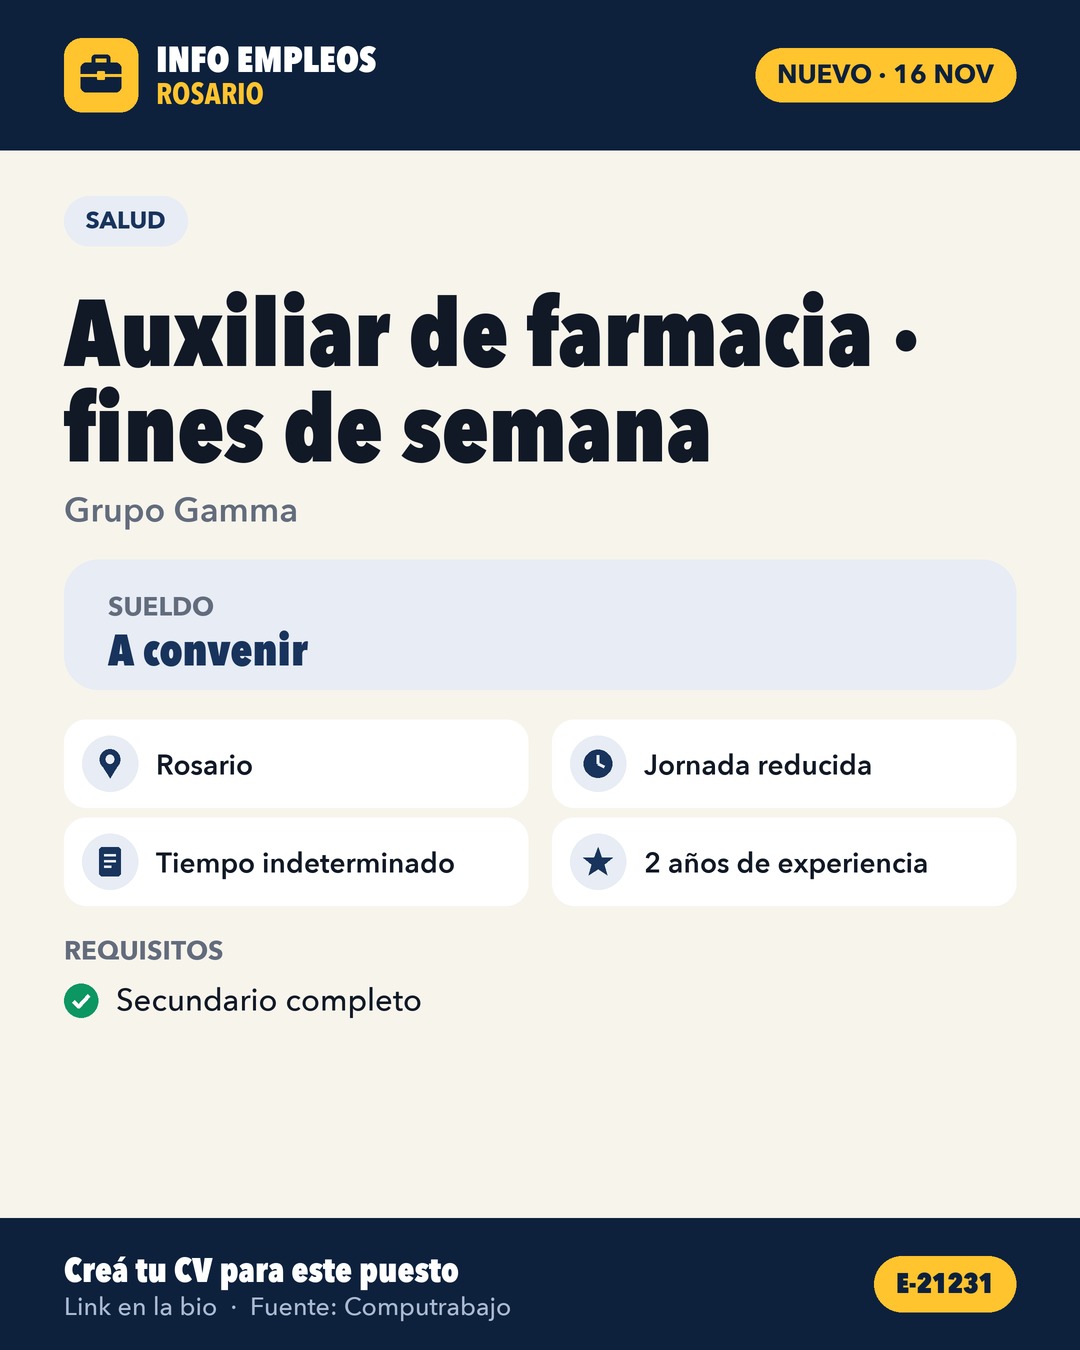 INFO EMPLEOS
ROSARIO
NUEVO · 16 NOV
SALUD
Auxiliar de farmacia ·
fines de semana
Grupo Gamma
SUELDO
A convenir
Rosario
Jornada reducida
Tiempo indeterminado
2 años de experiencia
REQUISITOS
Secundario completo
Creá tu CV para este puesto
Link en la bio · Fuente: Computrabajo
E-21231